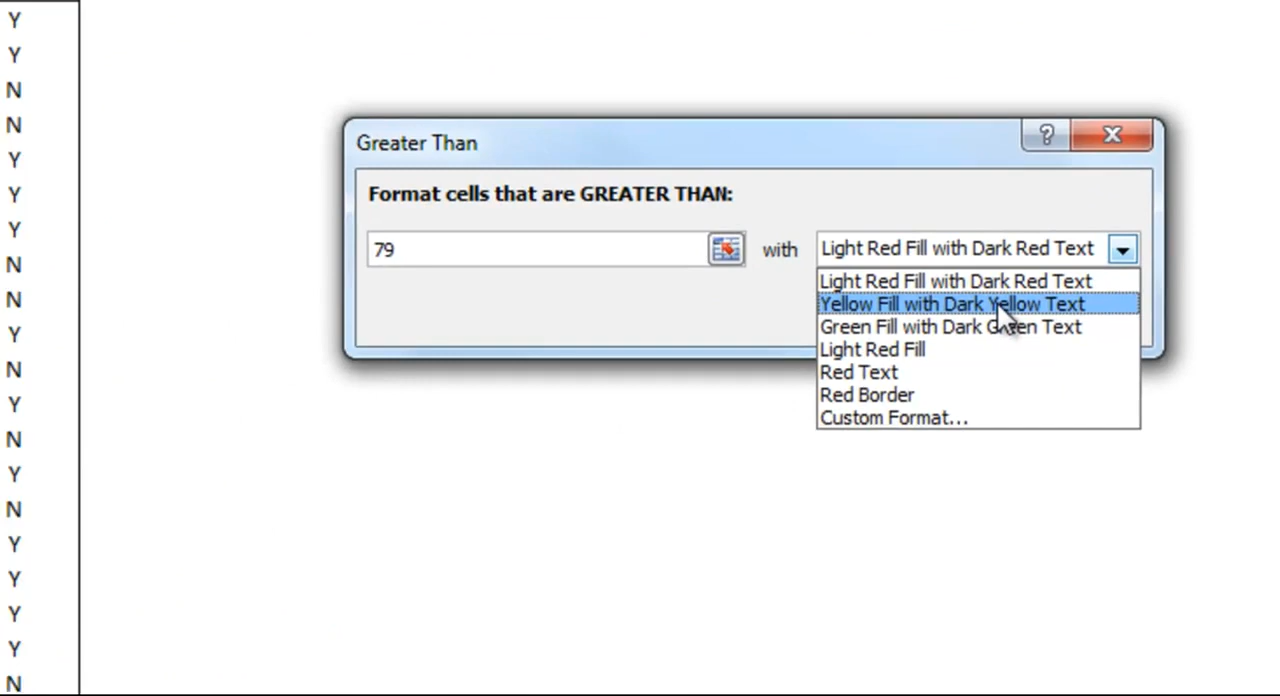 Y
Y
N
N
Y
Y
Y
N
N
Y
N
Y
N
Y
N
Y
Y
Y
Y
N
Greater Than
?
Format cells that are GREATER THAN:
79
with
Light Red Fill with Dark Red Text
Light Red Fill with Dark Red Text
Yellow Fill with Dark Yellow Text
Green Fill with Dark Green Text
Light Red Fill
Red Text
Red Border
Custom Format...